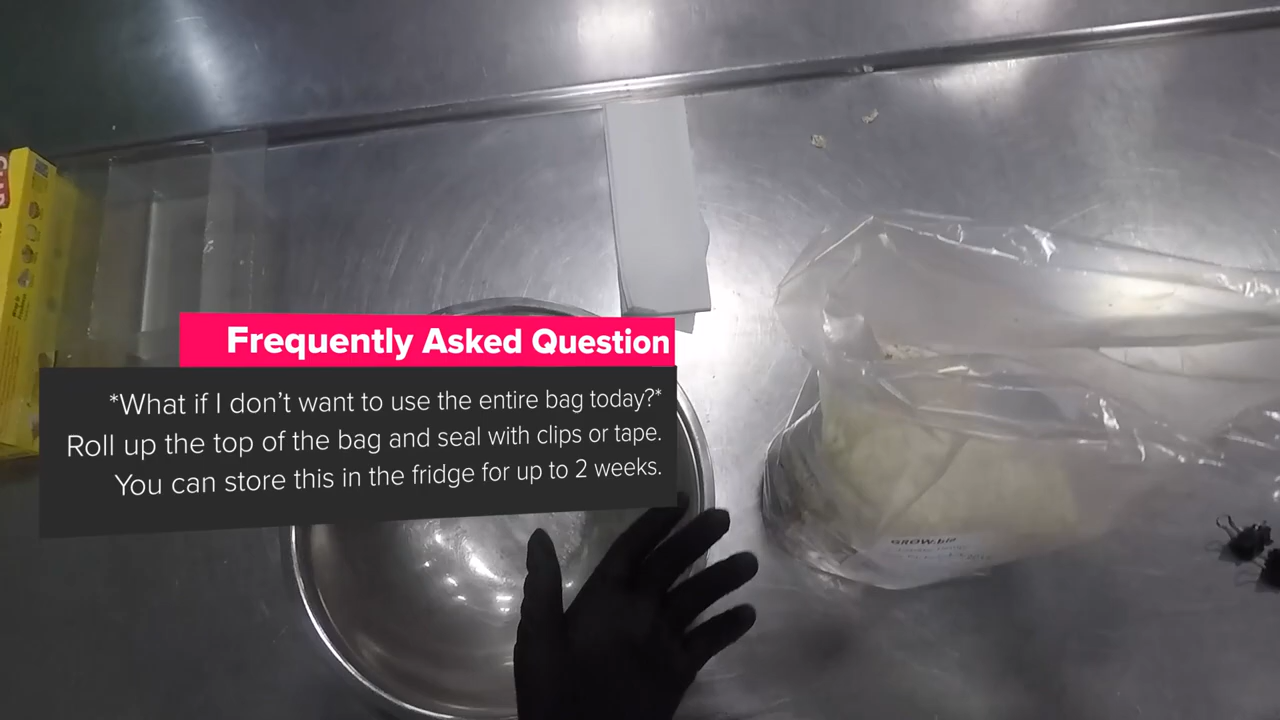 Frequently Asked Question
*What if I don’t want to use the entire bag today?*
Roll up the top of the bag and seal with clips or tape.
You can store this in the fridge for up to 2 weeks.
GROW.bio